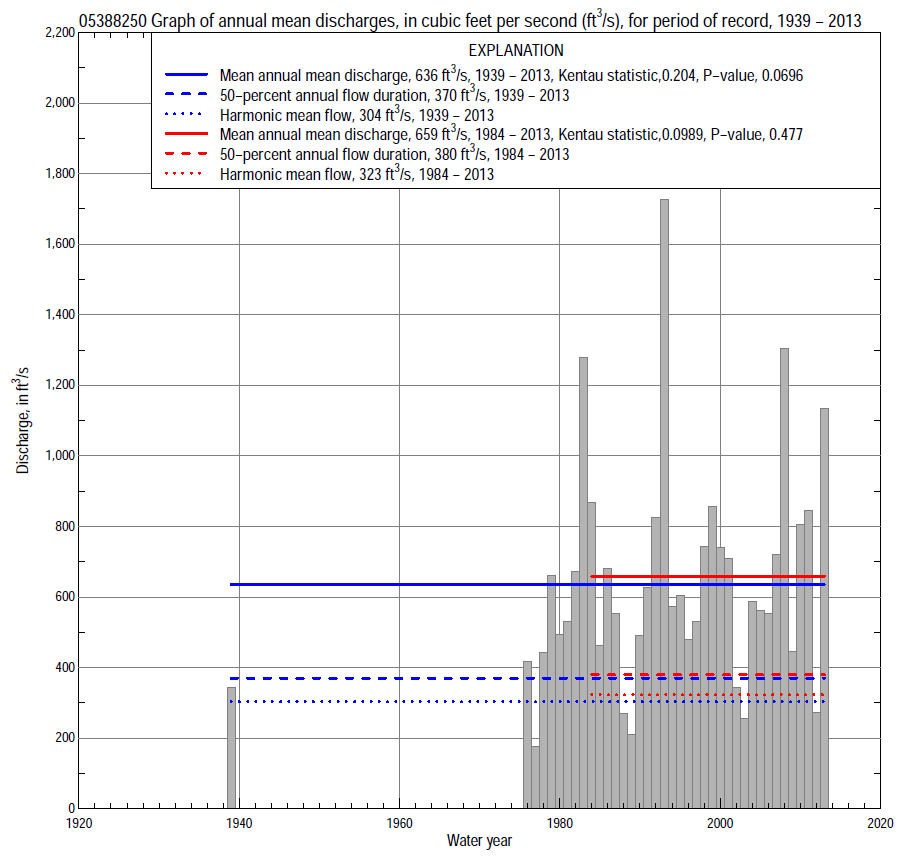 05388250 Graph of annual mean discharges, in cubic feet per second (ft³/s), for period of record, 1939 – 2013
EXPLANATION
Mean annual mean discharge, 636 ft³/s, 1939 – 2013, Kentau statistic,0.204, P–value, 0.0696
50–percent annual flow duration, 370 ft³/s, 1939 – 2013
Harmonic mean flow, 304 ft³/s, 1939 – 2013
Mean annual mean discharge, 659 ft³/s, 1984 – 2013, Kentau statistic,0.0989, P–value, 0.477
50–percent annual flow duration, 380 ft³/s, 1984 – 2013
Harmonic mean flow, 323 ft³/s, 1984 – 2013
2,200
2,000
1,800
1,600
1,400
1,200
1,000
800
600
400
200
0
Discharge, in ft³/s
1920 1940 1960 1980 2000 2020
Water year